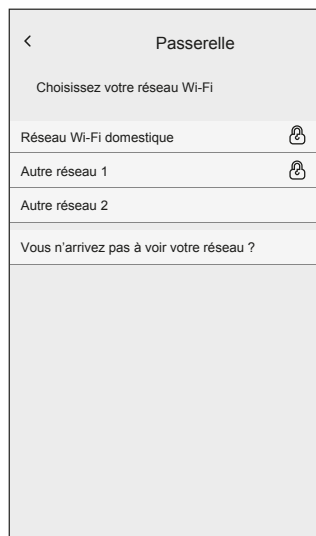 Passerelle
Choisissez votre réseau Wi-Fi
Réseau Wi-Fi domestique
Autre réseau 1
Autre réseau 2
Vous n'arrivez pas à voir votre réseau ?